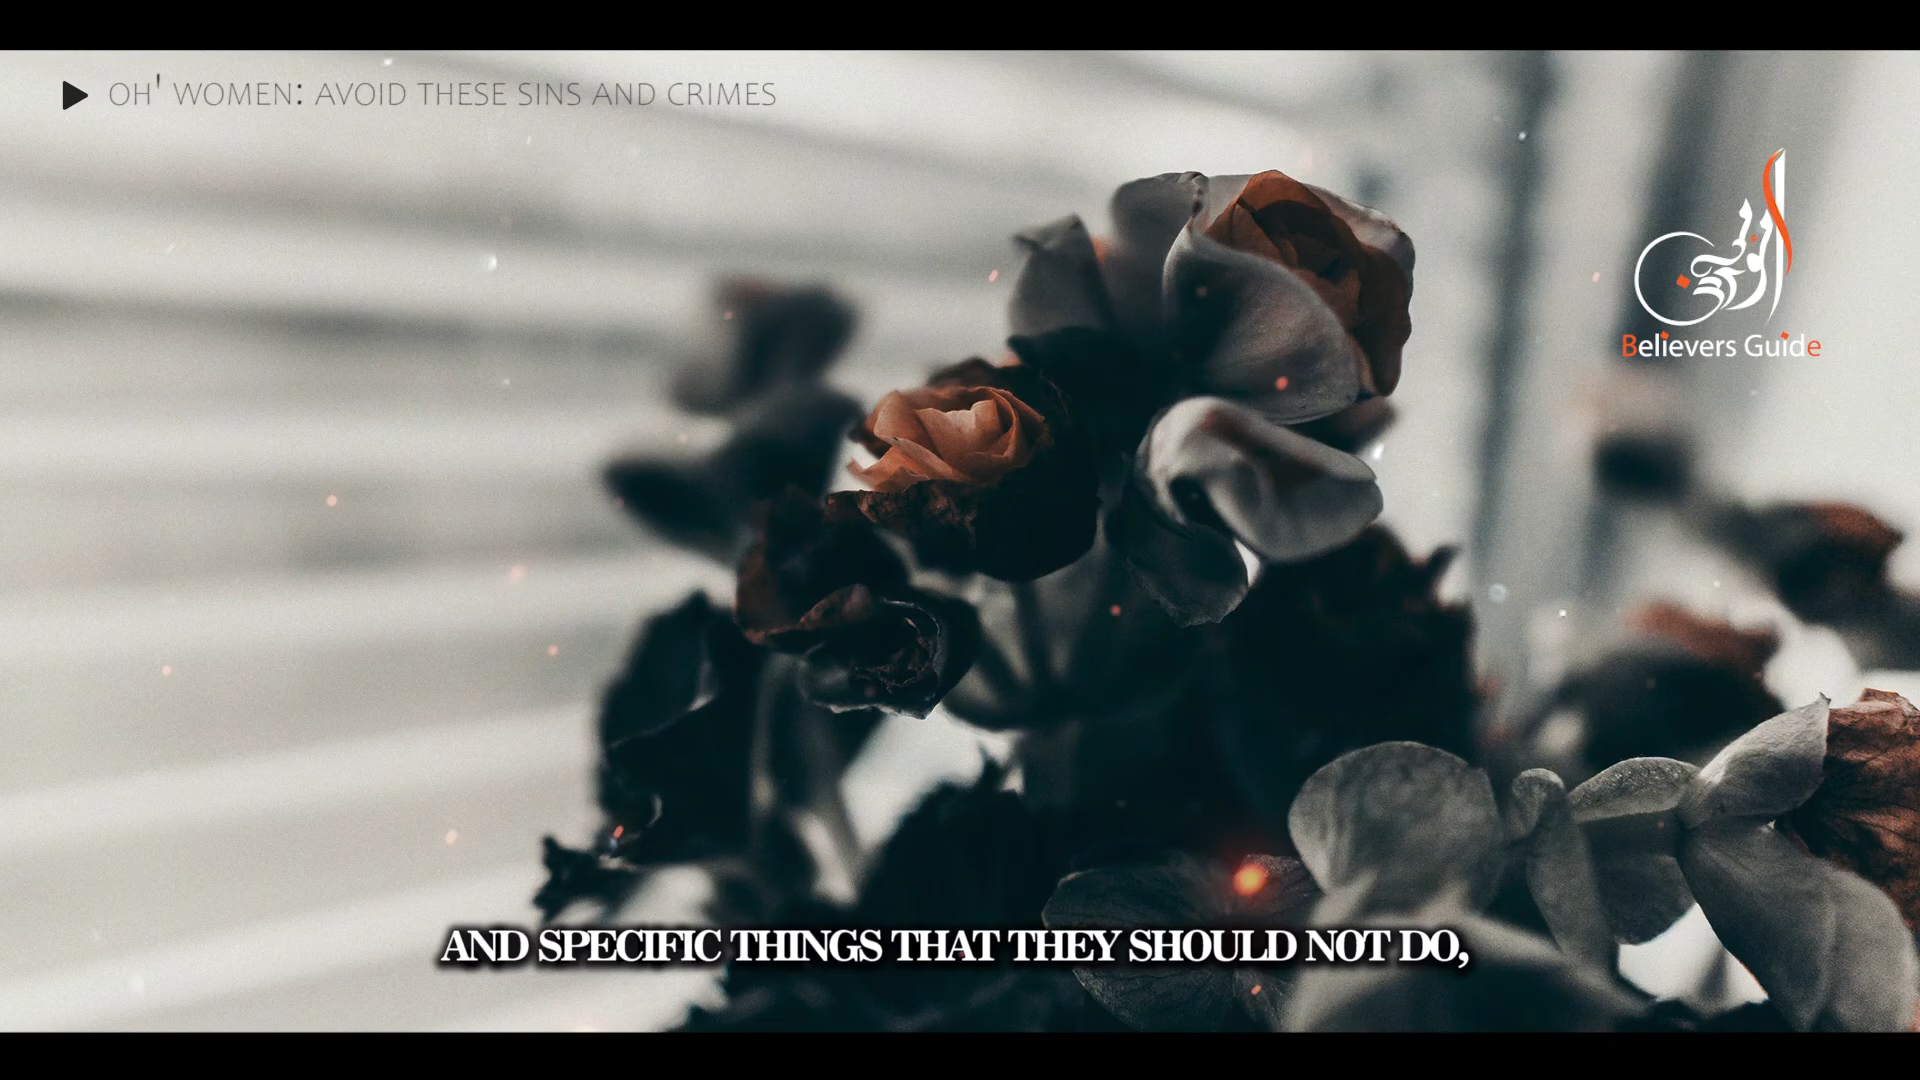 OH' WOMEN: AVOID THESE SINS AND CRIMES
Believers Guide
AND SPECIFIC THINGS THAT THEY SHOULD NOT DO,